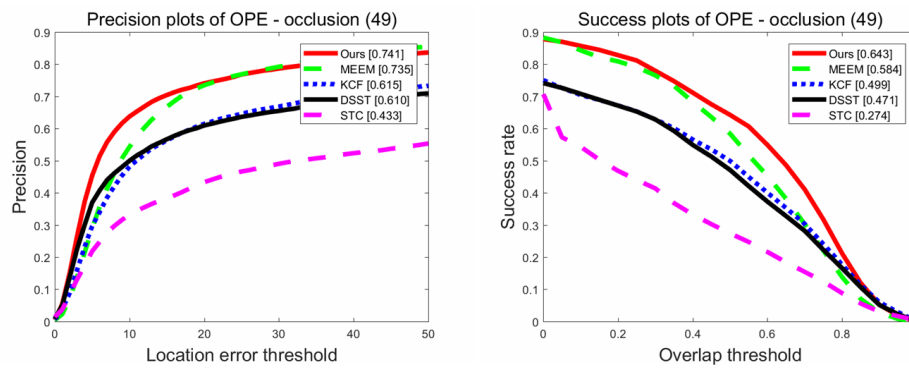 Precision plots of OPE - occlusion (49)
0.9
0.8
0.7
0.6
0.5
0.4
0.3
0.2
0.1
0
Precision
Ours [0.741]
MEEM [0.735]
KCF [0.615]
DSST [0.610]
STC [0.433]
0 10 20 30 40 50
Location error threshold
Success plots of OPE - occlusion (49)
0.9
0.8
0.7
0.6
0.5
0.4
0.3
0.2
0.1
0
Success rate
Ours [0.643]
MEEM [0.584]
KCF [0.499]
DSST [0.471]
STC [0.274]
0 0.2 0.4 0.6 0.8
Overlap threshold